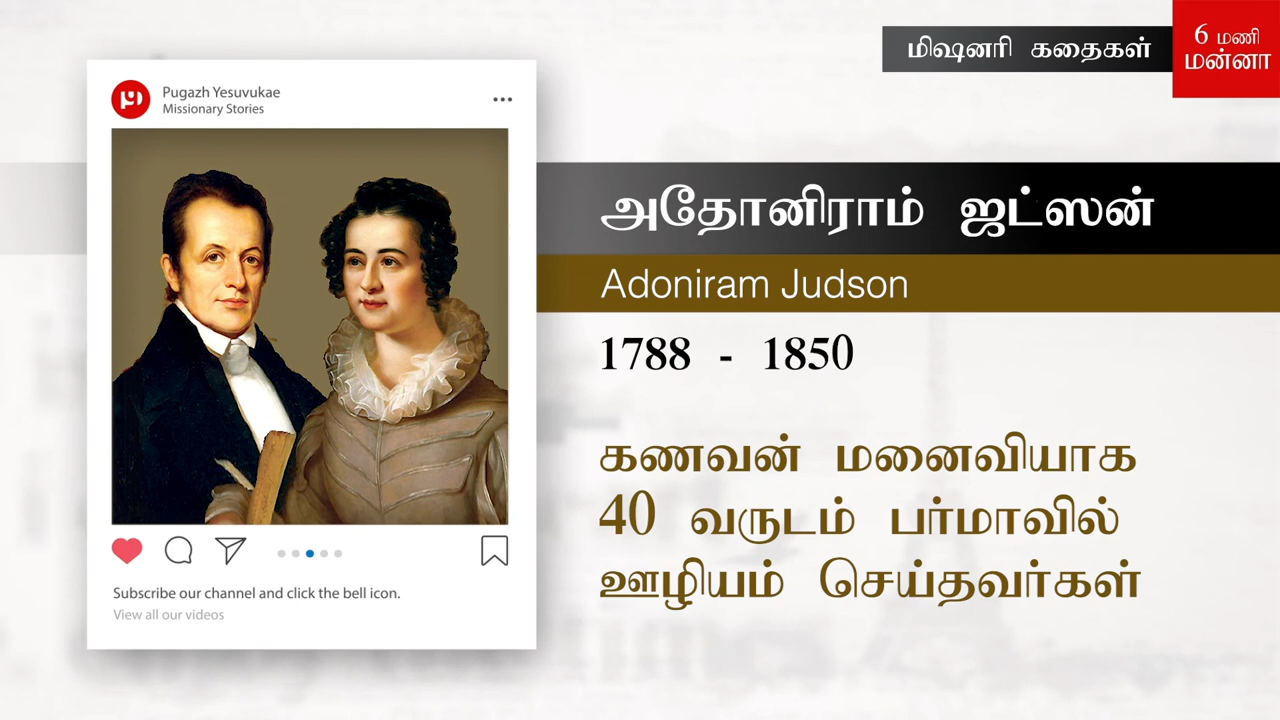 மிஷனரி கதைகள்
6 மணி
மன்னா
Pugazh Yesuvukae
Missionary Stories
அதோனிராம் ஜட்ஸன்
Adoniram Judson
1788 - 1850
கணவன் மனைவியாக
40 வருடம் பர்மாவில்
ஊழியம் செய்தவர்கள்
Subscribe our channel and click the bell icon.
View all our videos